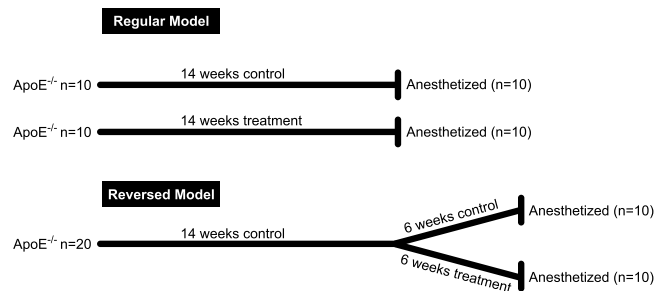 Regular Model
ApoE-/- n=10 14 weeks control Anesthetized (n=10)
ApoE-/- n=10 14 weeks treatment Anesthetized (n=10)
Reversed Model
6 weeks control Anesthetized (n=10)
ApoE-/- n=20 14 weeks control
6 weeks treatment Anesthetized (n=10)